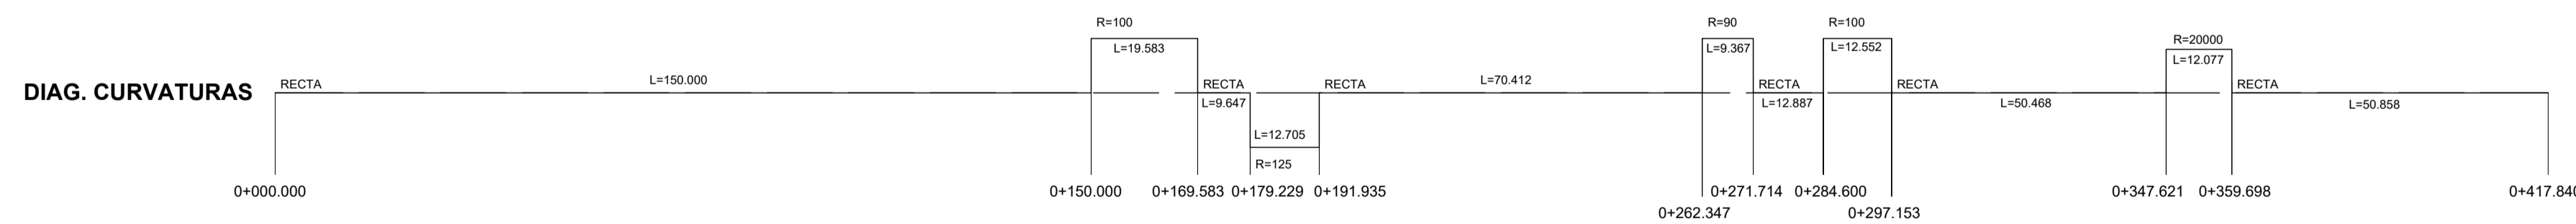 R=100
R=90
R=100
R=20000
L=19.583
L=9.367
L=12.552
L=12.077
DIAG. CURVATURAS
RECTA
L=150.000
RECTA
RECTA
L=70.412
RECTA
RECTA
RECTA
L=9.647
L=12.887
L=50.468
L=50.858
L=12.705
R=125
0+000.000
0+150.000
0+169.583
0+179.229
0+191.935
0+271.714
0+284.600
0+347.621
0+359.698
0+417.840
0+262.347
0+297.153